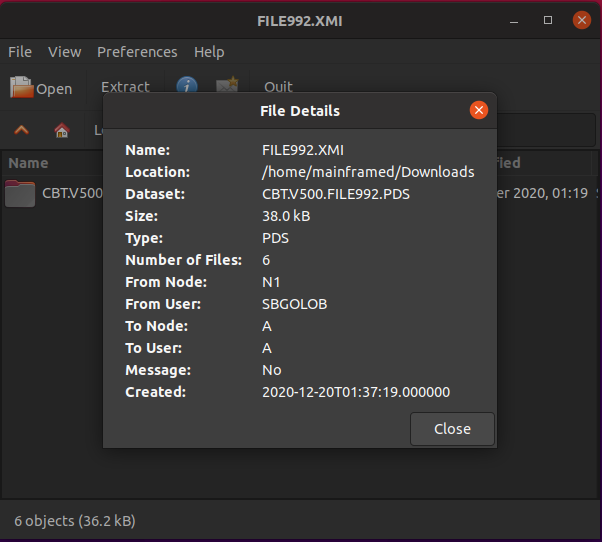 FILE992.XMI
File View Preferences Help
Open Extract Quit
File Details
Name
Name: FILE992.XMI
Location: /home/mainframed/Downloads
Dataset: CBT.V500.FILE992.PDS
Size: 38.0 kB
Type: PDS
Number of Files: 6
From Node: N1
From User: SBGOLOB
To Node: A
To User: A
Message: No
Created: 2020-12-20T01:37:19.000000
CBT.V500
2020, 01:19
Close
6 objects (36.2 kB)